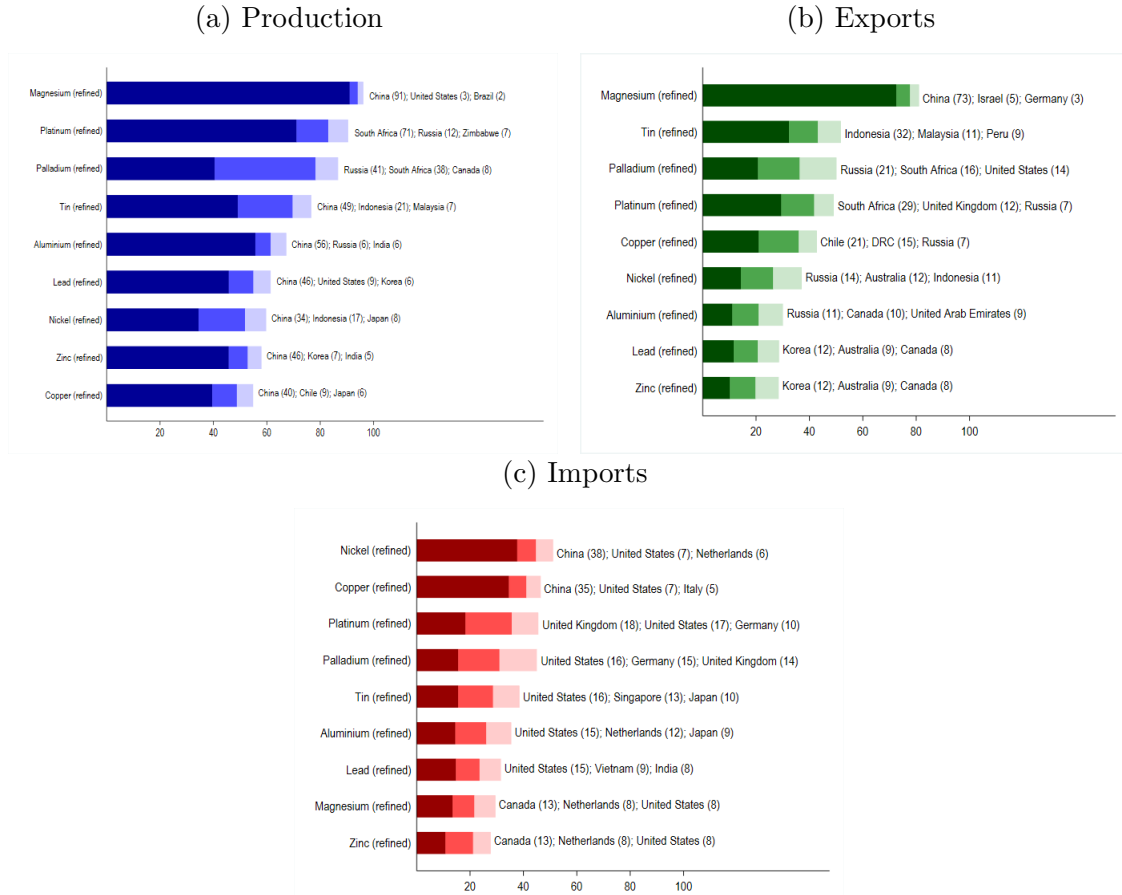 (a) Production
Magnesium (refined) China (91); United States (3); Brazil (2)
Platinum (refined) South Africa (71); Russia (12); Zimbabwe (7)
Palladium (refined) Russia (41); South Africa (38); Canada (8)
Tin (refined) China (49); Indonesia (21); Malaysia (7)
Aluminium (refined) China (56); Russia (6); India (6)
Lead (refined) China (46); United States (9); Korea (6)
Nickel (refined) China (34); Indonesia (17); Japan (8)
Zinc (refined) China (46); Korea (7); India (5)
Copper (refined) China (40); Chile (9); Japan (6)
20 40 60 80 100
(b) Exports
Magnesium (refined) China (73); Israel (5); Germany (3)
Tin (refined) Indonesia (32); Malaysia (11); Peru (9)
Palladium (refined) Russia (21); South Africa (16); United States (14)
Platinum (refined) South Africa (29); United Kingdom (12); Russia (7)
Copper (refined) Chile (21); DRC (15); Russia (7)
Nickel (refined) Russia (14); Australia (12); Indonesia (11)
Aluminium (refined) Russia (11); Canada (10); United Arab Emirates (9)
Lead (refined) Korea (12); Australia (9); Canada (8)
Zinc (refined) Korea (12); Australia (9); Canada (8)
20 40 60 80 100
(c) Imports
Nickel (refined) China (38); United States (7); Netherlands (6)
Copper (refined) China (35); United States (7); Italy (5)
Platinum (refined) United Kingdom (18); United States (17); Germany (10)
Palladium (refined) United States (16); Germany (15); United Kingdom (14)
Tin (refined) United States (16); Singapore (13); Japan (10)
Aluminium (refined) United States (15); Netherlands (12); Japan (9)
Lead (refined) United States (15); Vietnam (9); India (8)
Magnesium (refined) Canada (13); Netherlands (8); United States (8)
Zinc (refined) Canada (13); Netherlands (8); United States (8)
20 40 60 80 100